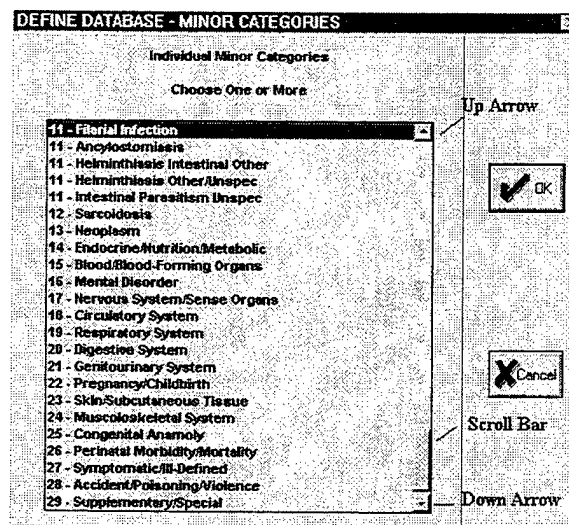 DEFINE DATABASE - MINOR CATEGORIES
Individual Minor Categories
Choose One or More
Up Arrow
11 - Filerial Infection
11 - Ancylostomiasis
11 - Helminthiasis Intestinal Other
11 - Helminthiasis Other/Unspec
11 - Intestinal Parasitism Unspec
12 - Sarcoidosis
13 - Neoplasm
14 - Endocrine/Nutrition/Metabolic
15 - Blood/Blood-Forming Organs
16 - Mental Disorder
17 - Nervous System/Sense Organs
18 - Circulatory System
19 - Respiratory System
20 - Digestive System
21 - Genitourinary System
22 - Pregnancy/Childbirth
23 - Skin/Subcutaneous Tissue
24 - Muscoloskeletal System
25 - Congenital Anamoly
26 - Perinatal Morbidity/Mortality
27 - Symptomatic/Ill-Defined
28 - Accident/Poisoning/Violence
29 - Supplementary/Special
OK
Cancel
Scroll Bar
Down Arrow